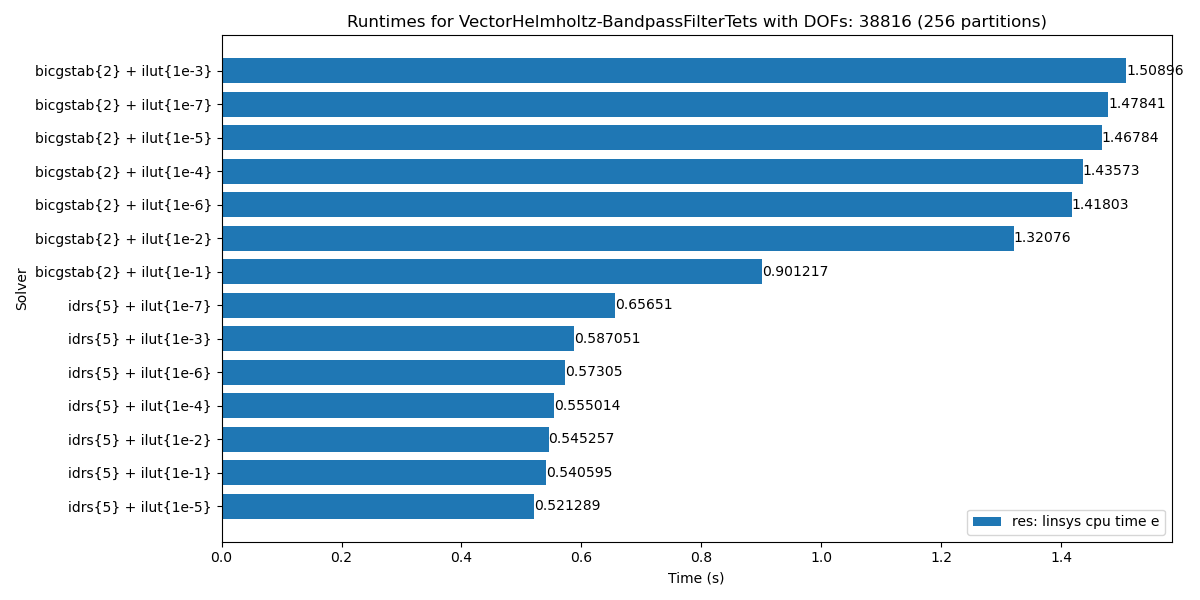 Runtimes for VectorHelmholtz-BandpassFilterTets with DOFs: 38816 (256 partitions)
Solver
bicgstab{2} + ilut{1e-3} 1.50896
bicgstab{2} + ilut{1e-7} 1.47841
bicgstab{2} + ilut{1e-5} 1.46784
bicgstab{2} + ilut{1e-4} 1.43573
bicgstab{2} + ilut{1e-6} 1.41803
bicgstab{2} + ilut{1e-2} 1.32076
bicgstab{2} + ilut{1e-1} 0.901217
idrs{5} + ilut{1e-7} 0.65651
idrs{5} + ilut{1e-3} 0.587051
idrs{5} + ilut{1e-6} 0.57305
idrs{5} + ilut{1e-4} 0.555014
idrs{5} + ilut{1e-2} 0.545257
idrs{5} + ilut{1e-1} 0.540595
idrs{5} + ilut{1e-5} 0.521289
res: linsys cpu time e
0.0 0.2 0.4 0.6 0.8 1.0 1.2 1.4
Time (s)